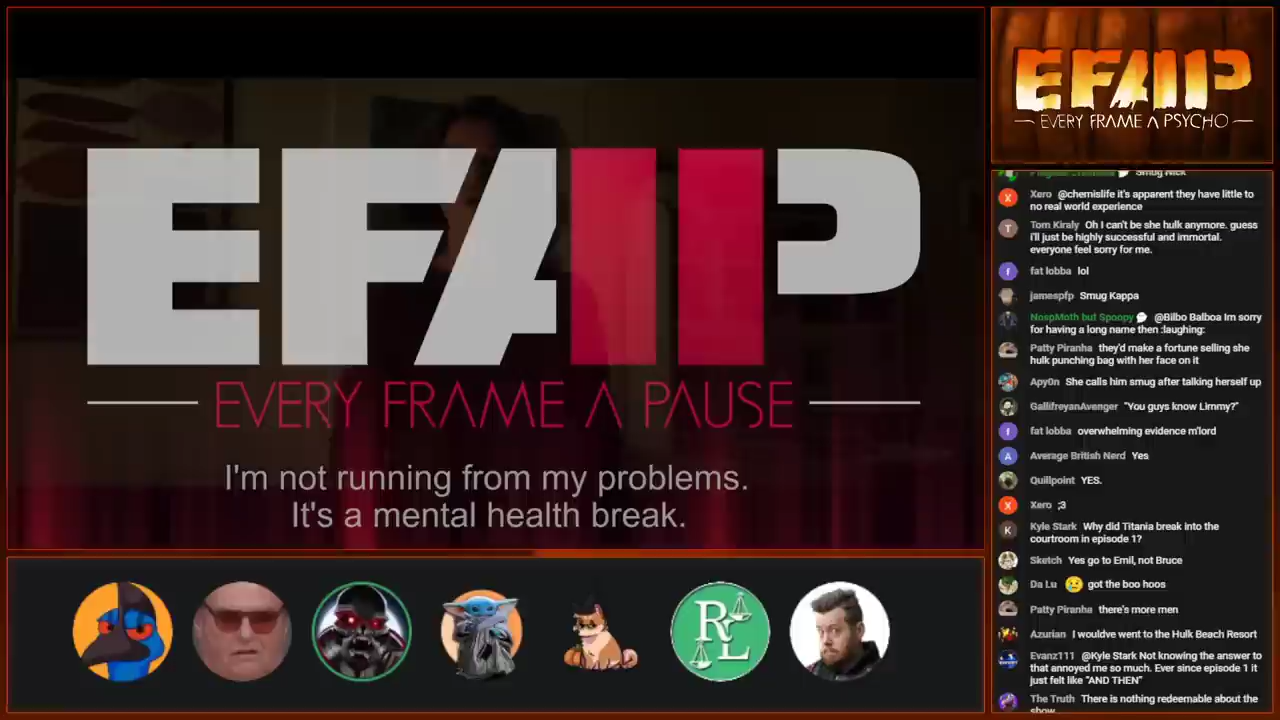 EFAP
EVERY FRAME A PAUSE
I'm not running from my problems.
It's a mental health break.
RL
EFAP
EVERY FRAME A PSYCHO
Smug Nick
Xero @chemislife it's apparent they have little to
no real world experience
Tom Kiraly Oh I can't be she hulk anymore. guess
i'll just be highly successful and immortal.
everyone feel sorry for me.
fat lobba lol
jamespfp Smug Kappa
NospMoth but Spoopy @Bilbo Balboa Im sorry
for having a long name then :laughing:
Patty Piranha they'd make a fortune selling she
hulk punching bag with her face on it
Apy0n She calls him smug after talking herself up
GallifreyanAvenger "You guys know Limmy?"
fat lobba overwhelming evidence m'lord
Average British Nerd Yes
Quillpoint YES.
Xero ;3
Kyle Stark Why did Titania break into the
courtroom in episode 1?
Sketch Yes go to Emil, not Bruce
Da Lu 😢 got the boo hoos
Patty Piranha there's more men
Azurian I wouldve went to the Hulk Beach Resort
Evanz111 @Kyle Stark Not knowing the answer to
that annoyed me so much. Ever since episode 1 it
just felt like "AND THEN"
The Truth There is nothing redeemable about the
show